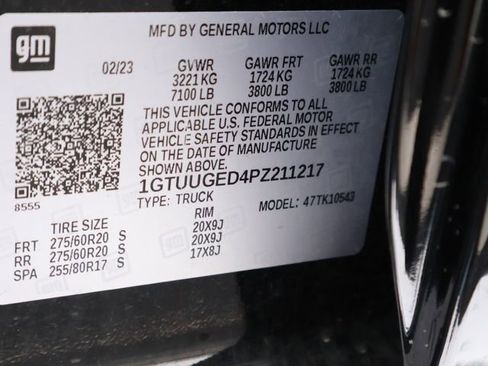 gm
MFD BY GENERAL MOTORS LLC
02/23 GVWR GAWR FRT GAWR RR
3221 KG 1724 KG 1724 KG
7100 LB 3800 LB 3800 LB
THIS VEHICLE CONFORMS TO ALL
APPLICABLE U.S. FEDERAL MOTOR
VEHICLE SAFETY STANDARDS IN EFFECT
ON THE DATE OF MANUFACTURE
SHOWN ABOVE.
8555
1GTUUGED4PZ211217
TYPE: TRUCK MODEL: 47TK10543
TIRE SIZE RIM
FRT 275/60R20 S 20X9J
RR 275/60R20 S 20X9J
SPA 255/80R17 S 17X8J